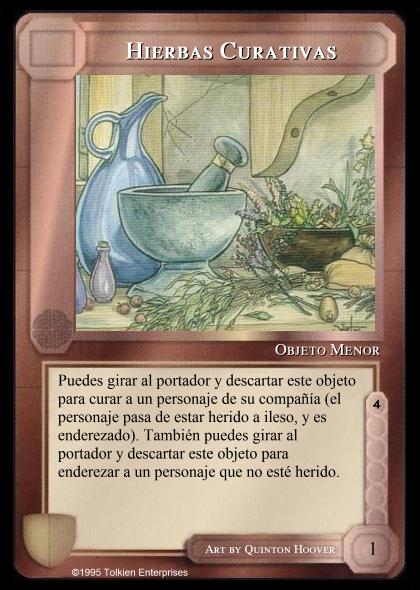 Hierbas Curativas
Objeto Menor
Puedes girar al portador y descartar este objeto
para curar a un personaje de su compañía (el
personaje pasa de estar herido a ileso, y es
enderezado). También puedes girar al
portador y descartar este objeto para
enderezar a un personaje que no esté herido.
4
Art by Quinton Hoover
1
©1995 Tolkien Enterprises